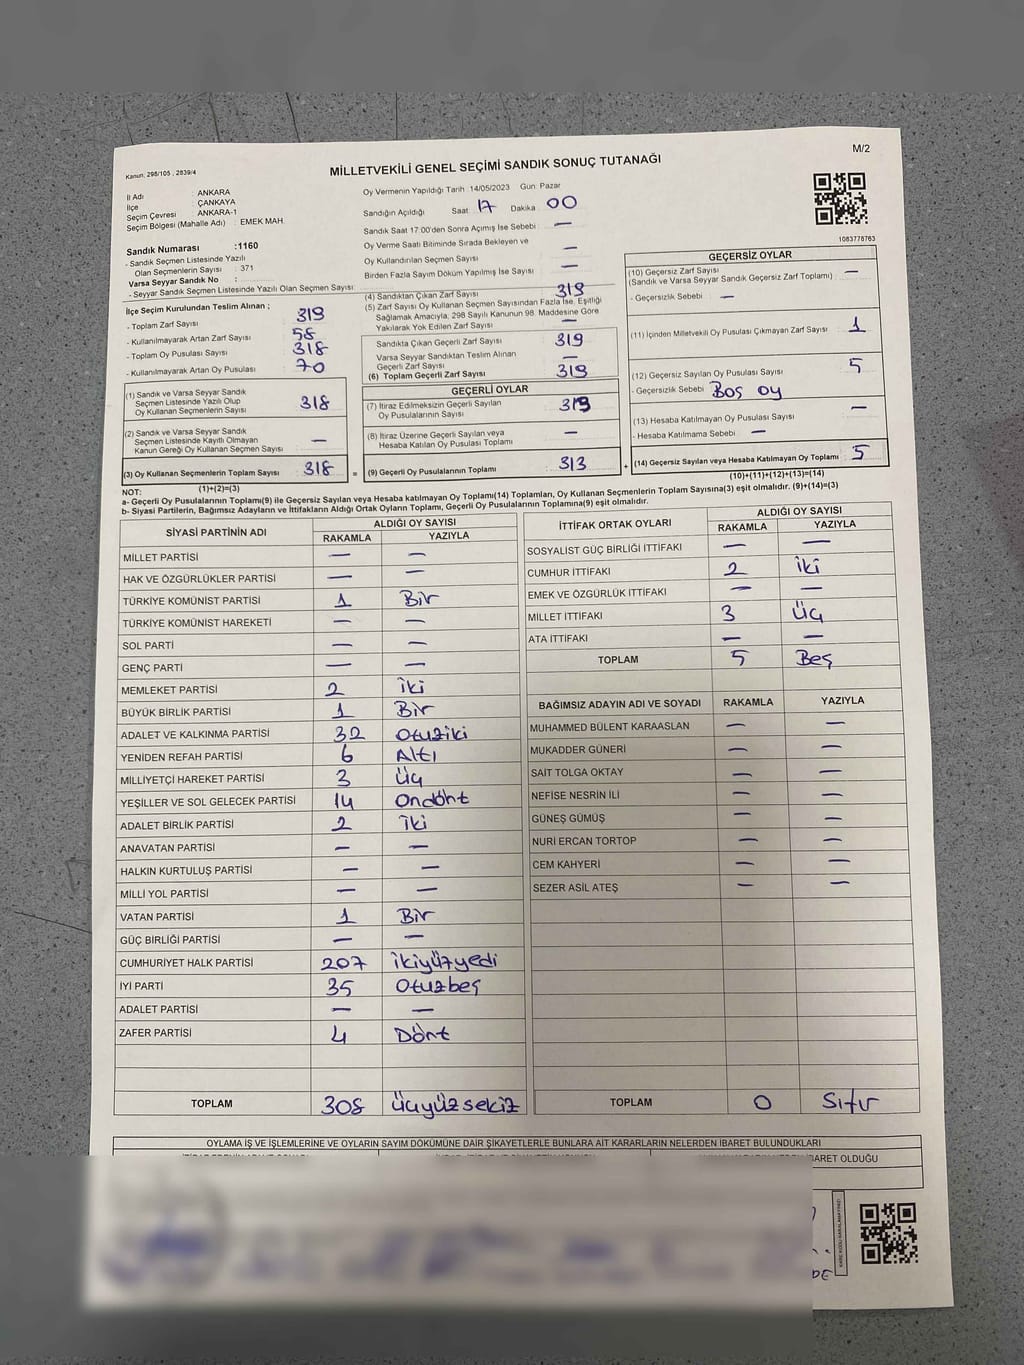 M/2
Kanun: 298/105 , 2839/4
MİLLETVEKİLİ GENEL SEÇİMİ SANDIK SONUÇ TUTANAĞI
İl Adı : ANKARA
İlçe : ÇANKAYA
Seçim Çevresi ANKARA-1
Seçim Bölgesi (Mahalle Adı) : EMEK MAH.
Sandık Numarası :1160
- Sandık Seçmen Listesinde Yazılı
Olan Seçmenlerin Sayısı : 371
Varsa Seyyar Sandık No :
- Seyyar Sandık Seçmen Listesinde Yazılı Olan Seçmen Sayısı:
Oy Vermenin Yapıldığı Tarih 14/05/2023 Gün: Pazar
Sandığın Açıldığı Saat 17 Dakika 00
Sandık Saat 17:00'den Sonra Açımış İse Sebebi : —
Oy Verme Saati Bitiminde Sırada Bekleyen ve
Oy Kullandırılan Seçmen Sayısı —
Birden Fazla Sayım Döküm Yapılmış İse Sayısı : —
1083778763
İlçe Seçim Kurulundan Teslim Alınan ;
- Toplam Zarf Sayısı 319
- Kullanılmayarak Artan Zarf Sayısı 58
- Toplam Oy Pusulası Sayısı 318
- Kullanılmayarak Artan Oy Pusulası 70
(1) Sandık ve Varsa Seyyar Sandık
Seçmen Listesinde Yazılı Olup
Oy Kullanan Seçmenlerin Sayısı 318
(2) Sandık ve Varsa Seyyar Sandık
Seçmen Listesinde Kayıtlı Olmayan
Kanun Gereği Oy Kullanan Seçmen Sayısı —
(3) Oy Kullanan Seçmenlerin Toplam Sayısı 318 =
(1)+(2)=(3)
(4) Sandıktan Çıkan Zarf Sayısı 319
(5) Zarf Sayısı Oy Kullanan Seçmen Sayısından Fazla İse, Eşitliği
Sağlamak Amacıyla; 298 Sayılı Kanunun 98. Maddesine Göre
Yakılarak Yok Edilen Zarf Sayısı —
Sandıkta Çıkan Geçerli Zarf Sayısı 319
Varsa Seyyar Sandıktan Teslim Alınan
Geçerli Zarf Sayısı —
(6) Toplam Geçerli Zarf Sayısı 319
GEÇERLİ OYLAR
(7) İtiraz Edilmeksizin Geçerli Sayılan
Oy Pusulalarının Sayısı
(8) İtiraz Üzerine Geçerli Sayılan veya
Hesaba Katılan Oy Pusulası Toplamı —
(9) Geçerli Oy Pusulalarının Toplamı : 313 +
GEÇERSİZ OYLAR
(10) Geçersiz Zarf Sayısı —
(Sandık ve Varsa Seyyar Sandık Geçersiz Zarf Toplamı)
- Geçersizlik Sebebi : —
(11) İçinden Milletvekili Oy Pusulası Çıkmayan Zarf Sayısı 1
(12) Geçersiz Sayılan Oy Pusulası Sayısı 5
- Geçersizlik Sebebi : Boş oy
(13) Hesaba Katılmayan Oy Pusulası Sayısı —
- Hesaba Katılmama Sebebi : —
(14) Geçersiz Sayılan veya Hesaba Katılmayan Oy Toplamı 5
(10)+(11)+(12)+(13)=(14)
NOT:
a- Geçerli Oy Pusulalarının Toplamı(9) ile Geçersiz Sayılan veya Hesaba katılmayan Oy Toplamı(14) Toplamları, Oy Kullanan Seçmenlerin Toplam Sayısına(3) eşit olmalıdır. (9)+(14)=(3)
b- Siyasi Partilerin, Bağımsız Adayların ve İttifakların Aldığı Ortak Oyların Toplamı, Geçerli Oy Pusulalarının Toplamına(9) eşit olmalıdır.
SİYASİ PARTİNİN ADI ALDIĞI OY SAYISI
RAKAMLA YAZIYLA
MİLLET PARTİSİ — —
HAK VE ÖZGÜRLÜKLER PARTİSİ — —
TÜRKİYE KOMÜNİST PARTİSİ 1 Bir
TÜRKİYE KOMÜNİST HAREKETİ — —
SOL PARTİ — —
GENÇ PARTİ — —
MEMLEKET PARTİSİ 2 iki
BÜYÜK BİRLİK PARTİSİ 1 Bir
ADALET VE KALKINMA PARTİSİ 32 Otuziki
YENİDEN REFAH PARTİSİ 6 Altı
MİLLİYETÇİ HAREKET PARTİSİ 3 Üç
YEŞİLLER VE SOL GELECEK PARTİSİ 14 Ondört
ADALET BİRLİK PARTİSİ 2 iki
ANAVATAN PARTİSİ — —
HALKIN KURTULUŞ PARTİSİ — —
MİLLİ YOL PARTİSİ — —
VATAN PARTİSİ 1 Bir
GÜÇ BİRLİĞİ PARTİSİ — —
CUMHURİYET HALK PARTİSİ 207 ikiyüzyedi
İYİ PARTİ 35 Otuzbeş
ADALET PARTİSİ — —
ZAFER PARTİSİ 4 Dört
TOPLAM 308 üçyüzsekiz
İTTİFAK ORTAK OYLARI ALDIĞI OY SAYISI
RAKAMLA YAZIYLA
SOSYALİST GÜÇ BİRLİĞİ İTTİFAKI — —
CUMHUR İTTİFAKI 2 iki
EMEK VE ÖZGÜRLÜK İTTİFAKI — —
MİLLET İTTİFAKI 3 Üç
ATA İTTİFAKI — —
TOPLAM 5 Beş
BAĞIMSIZ ADAYIN ADI VE SOYADI RAKAMLA YAZIYLA
MUHAMMED BÜLENT KARAASLAN — —
MUKADDER GÜNERİ — —
SAİT TOLGA OKTAY — —
NEFİSE NESRİN İLİ — —
GÜNEŞ GÜMÜŞ — —
NURİ ERCAN TORTOP — —
CEM KAHYERİ — —
SEZER ASİL ATEŞ — —
TOPLAM 0 Sıfır
OYLAMA İŞ VE İŞLEMLERİNE VE OYLARIN SAYIM DÖKÜMÜNE DAİR ŞİKAYETLERLE BUNLARA AİT KARARLARIN NELERDEN İBARET BULUNDUKLARI
OLDUĞU